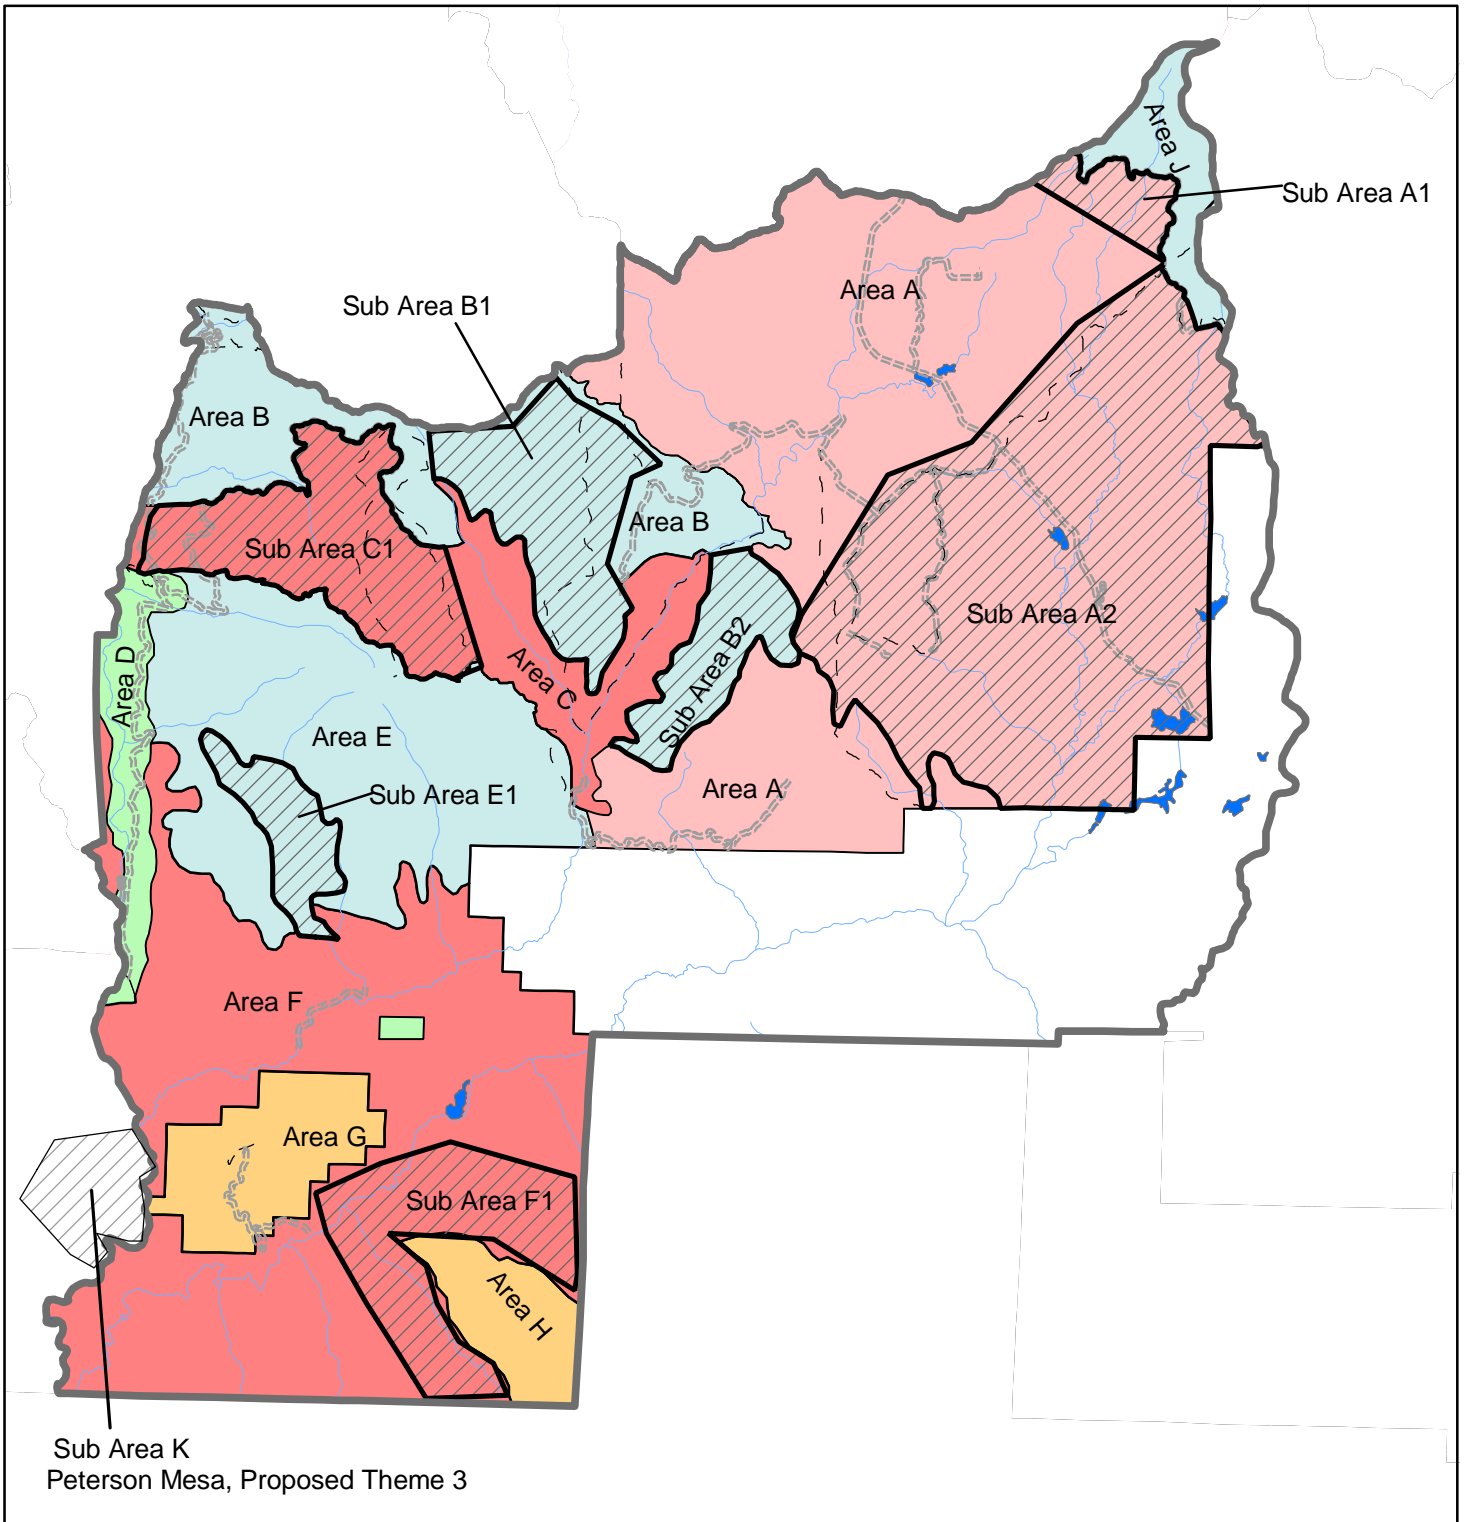 Area J
Sub Area A1
Area A
Sub Area B1
Area B
Area B
Sub Area C1
Sub Area A2
Area C
Sub Area B2
Area D
Area E
Sub Area E1
Area A
Area F
Area G
Sub Area F1
Area H
Sub Area K
Peterson Mesa, Proposed Theme 3